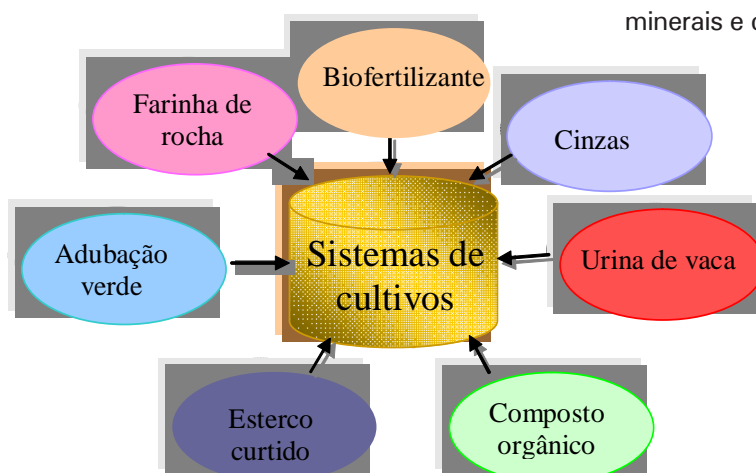 minerais e
Biofertilizante
Farinha de
rocha
Cinzas
Adubação
verde
Sistemas de
cultivos
Urina de vaca
Esterco
curtido
Composto
orgânico